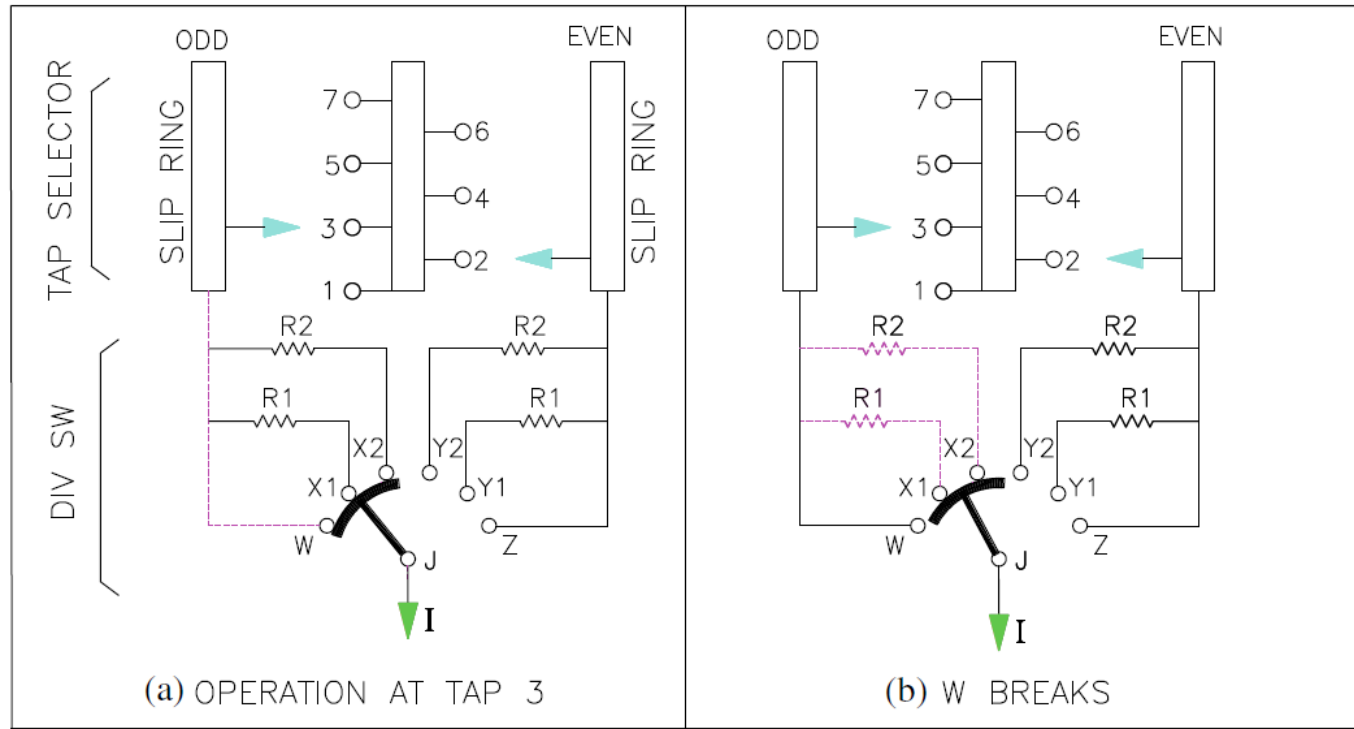 ODD
EVEN
TAP SELECTOR
SLIP RING
7
6
5
4
3
2
1
SLIP RING
DIV SW
R2
R2
R1
R1
X2
Y2
X1
Y1
W
Z
J
I
(a) OPERATION AT TAP 3
ODD
EVEN
7
6
5
4
3
2
1
R2
R2
R1
R1
X2
Y2
X1
Y1
W
Z
J
I
(b) W BREAKS